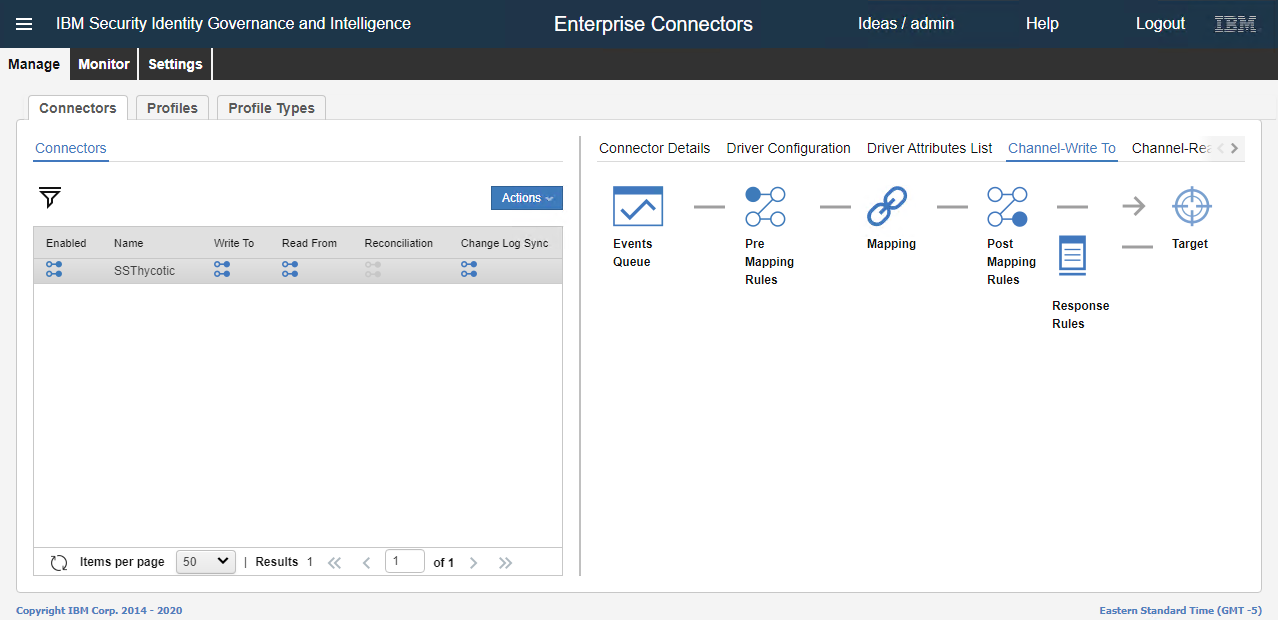 IBM Security Identity Governance and Intelligence
Enterprise Connectors
Ideas / admin
Help
Logout
IBM
Manage
Monitor
Settings
Connectors
Profiles
Profile Types
Connectors
Actions
Enabled
Name
Write To
Read From
Reconciliation
Change Log Sync
SSThycotic
Items per page
50
| Results 1
1
of 1
Connector Details
Driver Configuration
Driver Attributes List
Channel-Write To
Channel-Rea
Events
Queue
Pre
Mapping
Rules
Mapping
Post
Mapping
Rules
Response
Rules
Target
Copyright IBM Corp. 2014 - 2020
Eastern Standard Time (GMT -5)